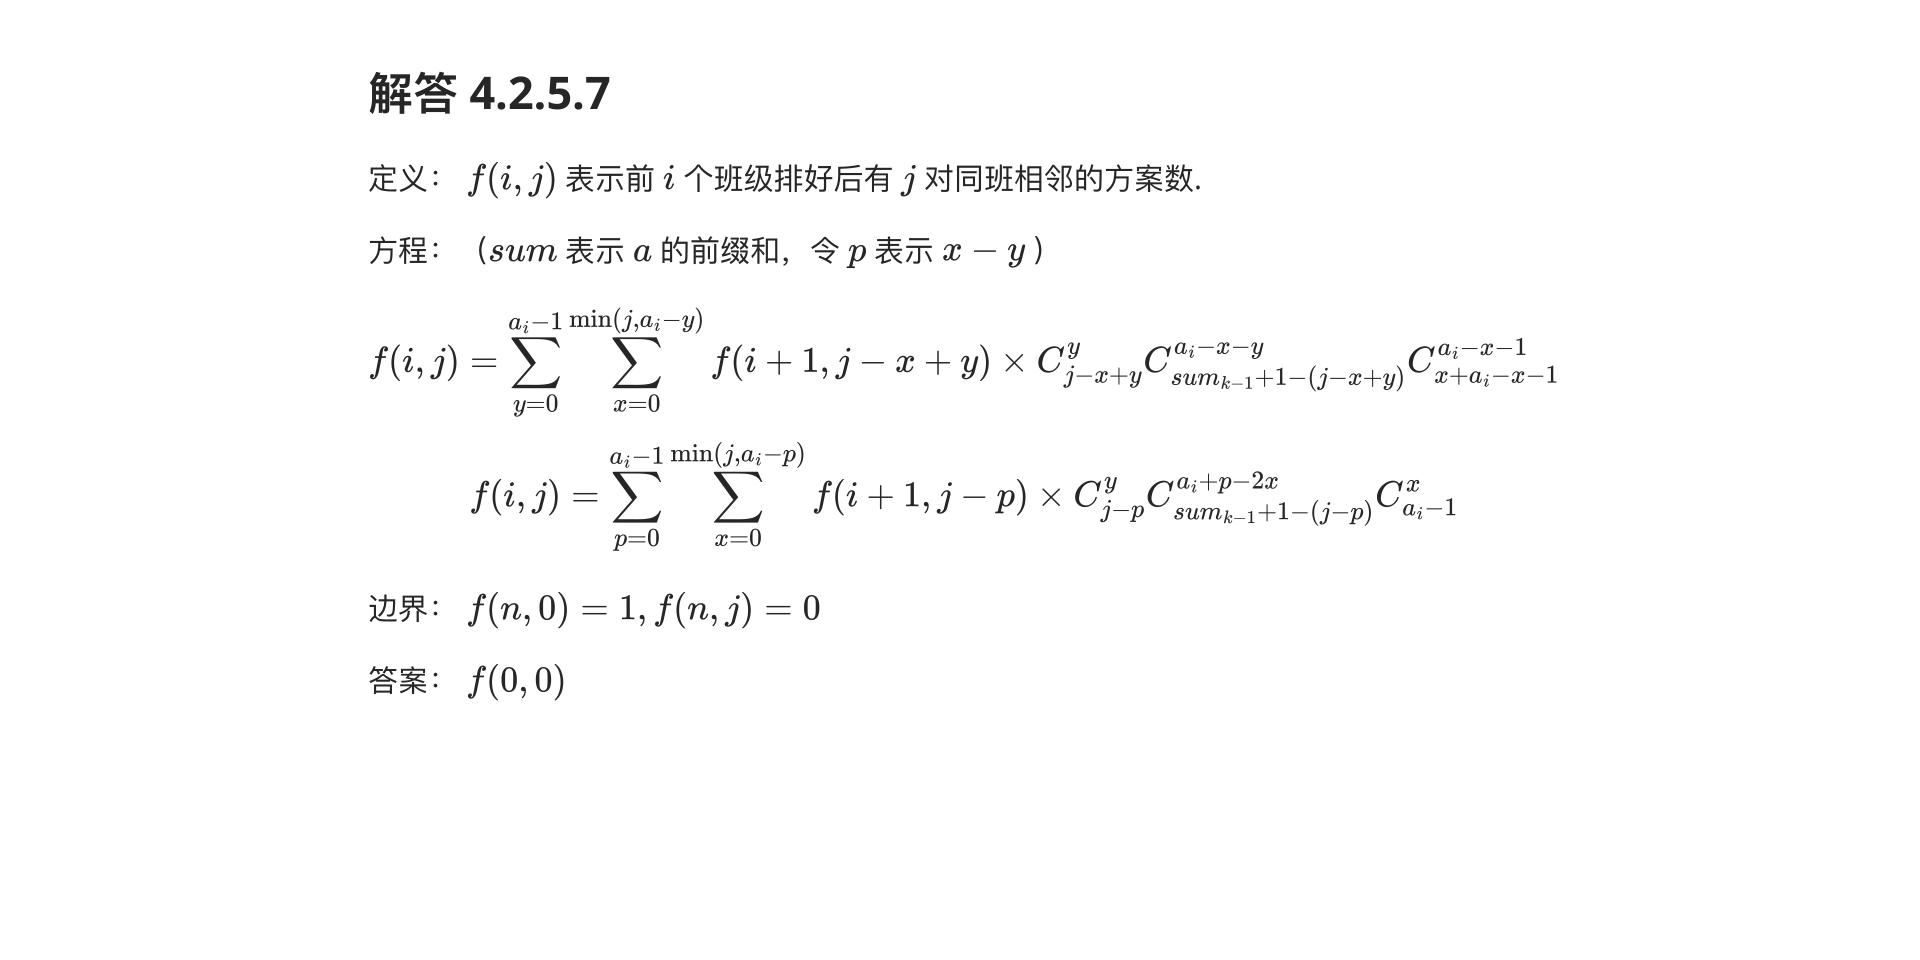 解答 4.2.5.7
定义： $f(i,j)$ 表示前 $i$ 个班级排好后有 $j$ 对同班相邻的方案数.
方程： （$sum$ 表示 $a$ 的前缀和，令 $p$ 表示 $x-y$ ）
$f(i,j)=\sum_{y=0}^{a_i-1}\sum_{x=0}^{\min(j,a_i-y)}f(i+1,j-x+y)\times C_{j-x+y}^{y}C_{sum_{k-1}+1-(j-x+y)}^{a_i-x-y}C_{x+a_i-x-1}^{a_i-x-1}$
$f(i,j)=\sum_{p=0}^{a_i-1}\sum_{x=0}^{\min(j,a_i-p)}f(i+1,j-p)\times C_{j-p}^{y}C_{sum_{k-1}+1-(j-p)}^{a_i+p-2x}C_{a_i-1}^{x}$
边界： $f(n,0)=1,f(n,j)=0$
答案： $f(0,0)$